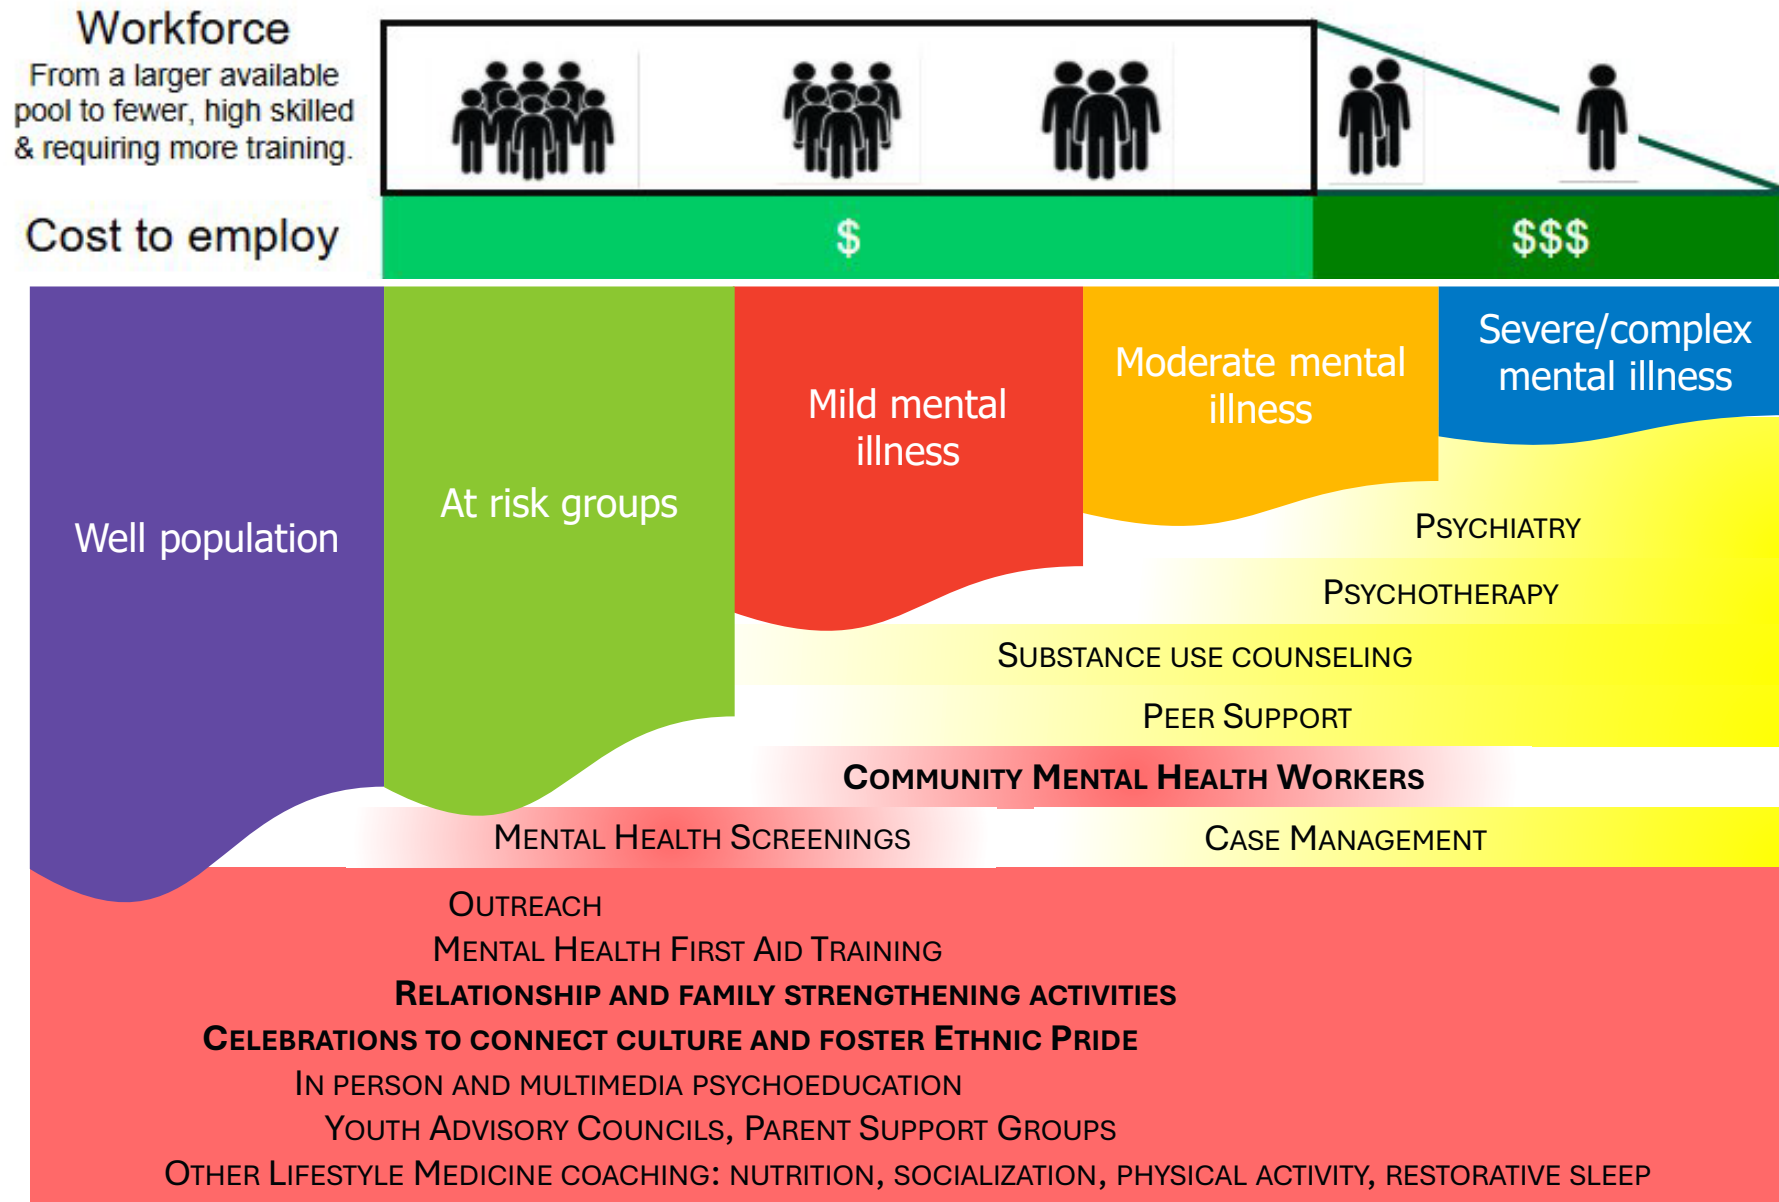 Workforce
From a larger available
pool to fewer, high skilled
& requiring more training.
Cost to employ
$
$$$
Well population
At risk groups
Mild mental
illness
Moderate mental
illness
Severe/complex
mental illness
PSYCHIATRY
PSYCHOTHERAPY
SUBSTANCE USE COUNSELING
PEER SUPPORT
COMMUNITY MENTAL HEALTH WORKERS
MENTAL HEALTH SCREENINGS
CASE MANAGEMENT
OUTREACH
MENTAL HEALTH FIRST AID TRAINING
RELATIONSHIP AND FAMILY STRENGTHENING ACTIVITIES
CELEBRATIONS TO CONNECT CULTURE AND FOSTER ETHNIC PRIDE
IN PERSON AND MULTIMEDIA PSYCHOEDUCATION
YOUTH ADVISORY COUNCILS, PARENT SUPPORT GROUPS
OTHER LIFESTYLE MEDICINE COACHING: NUTRITION, SOCIALIZATION, PHYSICAL ACTIVITY, RESTORATIVE SLEEP